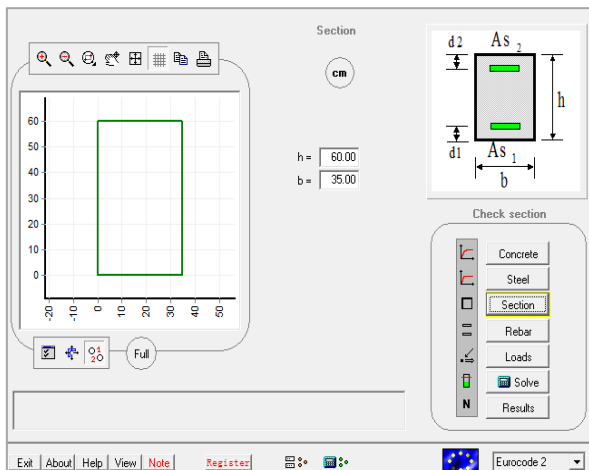 Section
cm
h = 60.00
b = 35.00
60
50
40
30
20
10
0
-20 -10 0 10 20 30 40 50
1
2
Full
d2 As 2
h
d1 As 1
b
Check section
Concrete
Steel
Section
Rebar
Loads
Solve
N Results
Exit About Help View Note Register Eurocode 2